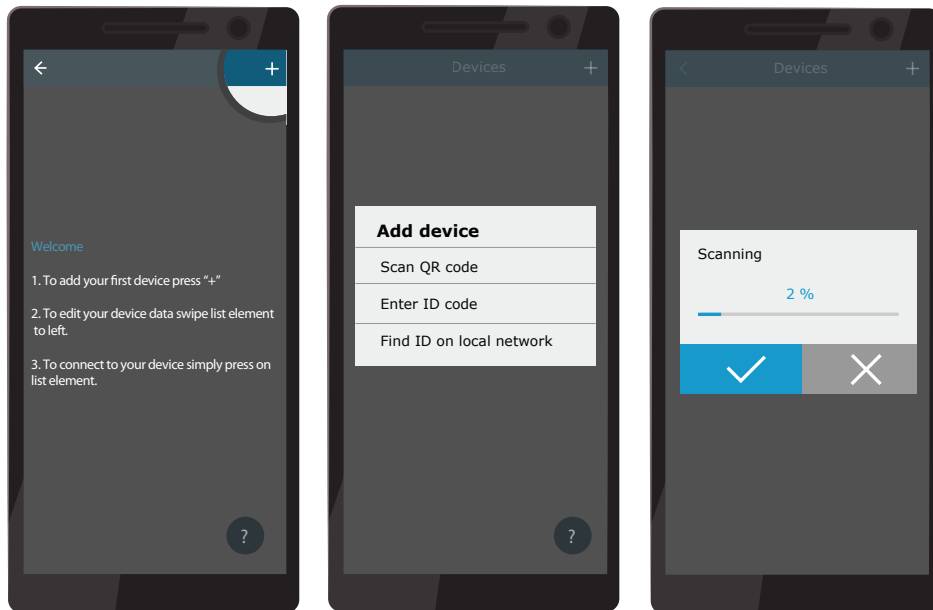 Welcome
1. To add your first device press “+”
2. To edit your device data swipe list element
to left.
3. To connect to your device simply press on
list element.
?
Devices +
Add device
Scan QR code
Enter ID code
Find ID on local network
?
Devices +
Scanning
2 %